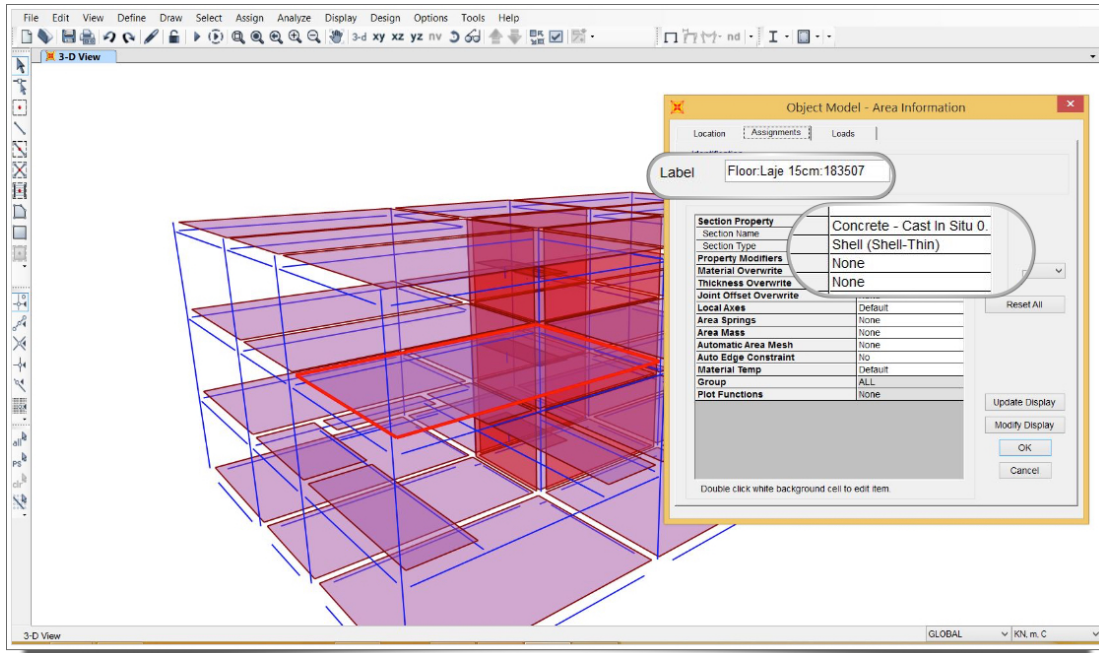 File Edit View Define Draw Select Assign Analyze Display Design Options Tools Help
3-d xy xz yz nv nd
3-D View
Object Model - Area Information
Location Assignments Loads
Label Floor:Laje 15cm:183507
Section Property
Section Name Concrete - Cast In Situ 0.
Section Type Shell (Shell-Thin)
Property Modifiers None
Material Overwrite None
Thickness Overwrite
Joint Offset Overwrite
Local Axes Default
Area Springs None
Area Mass None
Automatic Area Mesh None
Auto Edge Constraint No
Material Temp Default
Group ALL
Plot Functions None
Reset All
Update Display
Modify Display
OK
Cancel
Double click white background cell to edit item.
all
PS
clr
3-D View GLOBAL KN, m, C